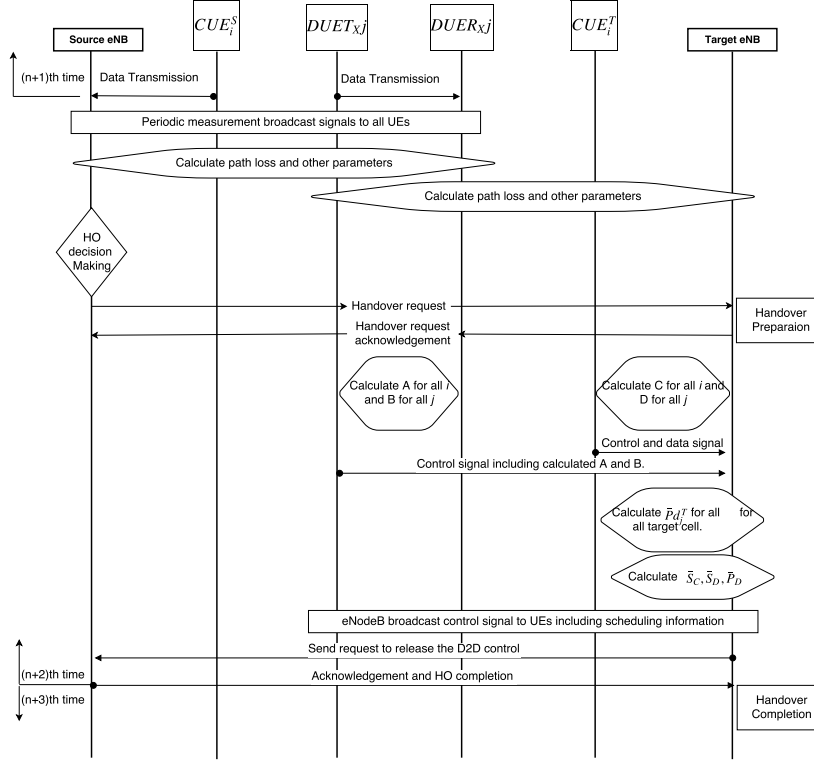 Source eNB
CUE_i^S
DUET_Xj
DUER_Xj
CUE_i^T
Target eNB
(n+1)th time
Data Transmission
Data Transmission
Periodic measurement broadcast signals to all UEs
Calculate path loss and other parameters
Calculate path loss and other parameters
HO
decision
Making
Handover request
Handover
Preparaion
Handover request
acknowledgement
Calculate A for all i
and B for all j
Calculate C for all i and
D for all j
Control and data signal
Control signal including calculated A and B.
Calculate P̄d_j^T for all for
all target cell.
Calculate S̄_C, S̄_D, P̄_D
eNodeB broadcast control signal to UEs including scheduling information
Send request to release the D2D control
(n+2)th time
Acknowledgement and HO completion
(n+3)th time
Handover
Completion